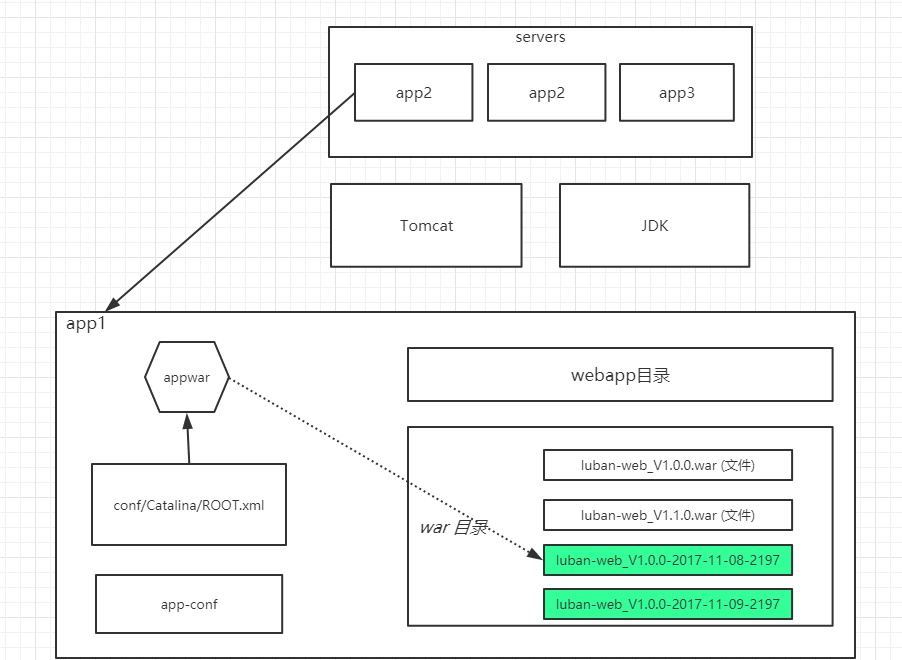 servers
app2
app2
app3
Tomcat
JDK
app1
appwar
webapp目录
conf/Catalina/ROOT.xml
app-conf
war 目录
luban-web_V1.0.0.war (文件)
luban-web_V1.1.0.war (文件)
luban-web_V1.0.0-2017-11-08-2197
luban-web_V1.0.0-2017-11-09-2197